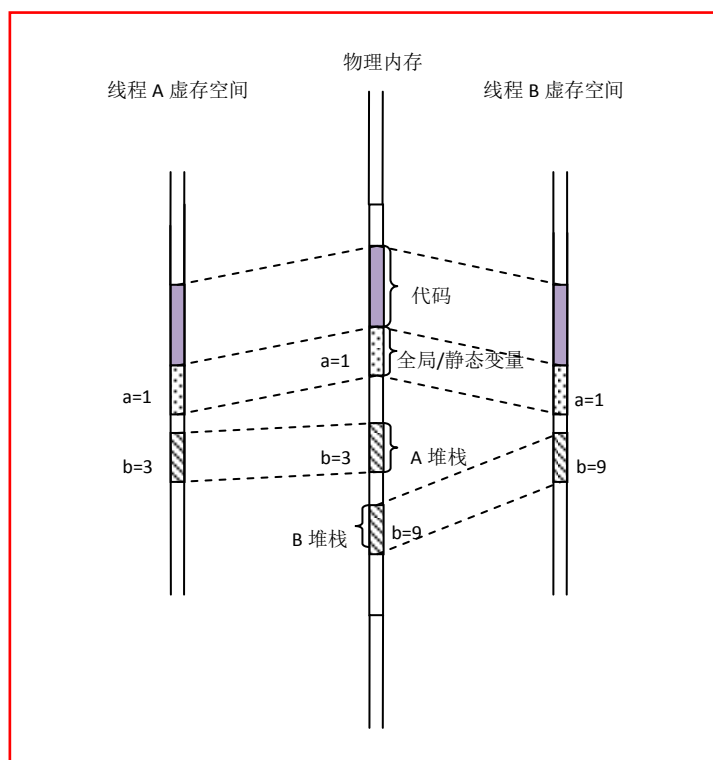 物理内存
线程 A 虚存空间
线程 B 虚存空间
代码
a=1
全局/静态变量
a=1
a=1
b=3
b=3
A 堆栈
b=9
B 堆栈
b=9